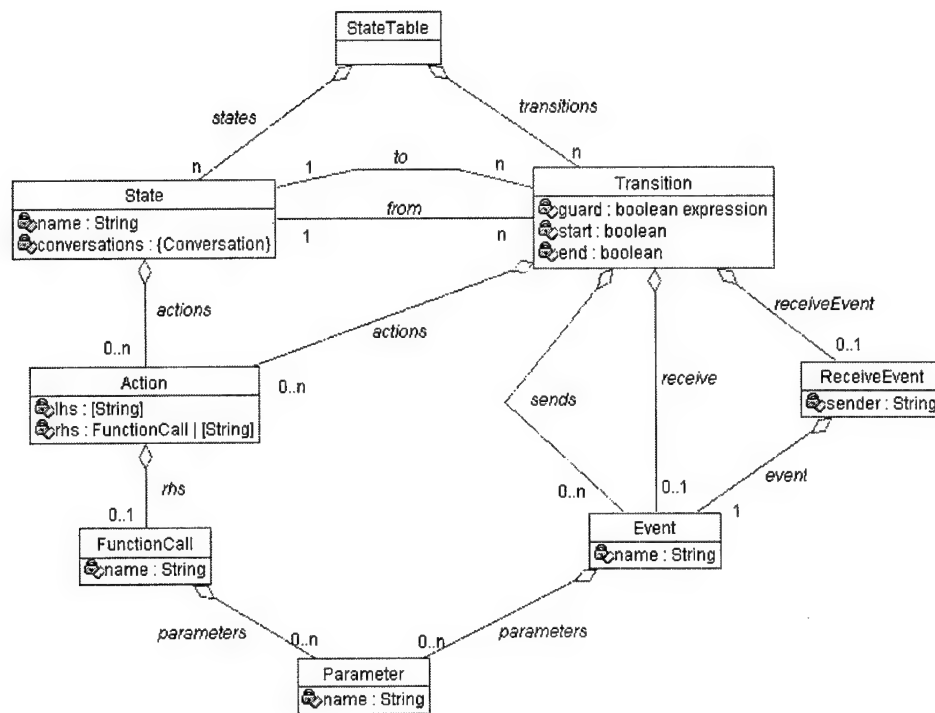 StateTable
states
transitions
n
1
to
n
n
State
name : String
conversations : {Conversation}
from
1
n
Transition
guard : boolean expression
start : boolean
end : boolean
actions
0..n
actions
0..n
receiveEvent
0..1
Action
lhs : [String]
rhs : FunctionCall | [String]
sends
receive
ReceiveEvent
sender : String
rhs
0..1
0..n
0..1
event
1
FunctionCall
name : String
Event
name : String
parameters
0..n
0..n
parameters
Parameter
name : String